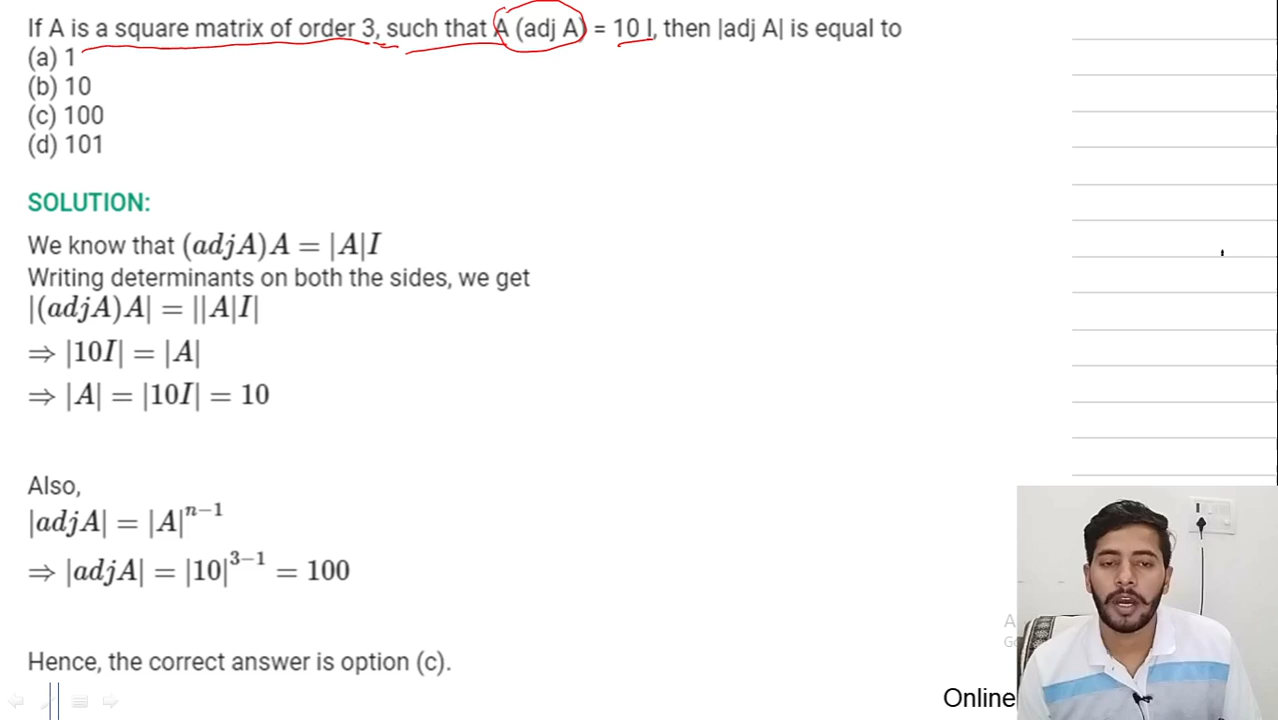 If A is a square matrix of order 3, such that A (adj A) = 10 I, then |adj A| is equal to
(a) 1
(b) 10
(c) 100
(d) 101
SOLUTION:
We know that (adjA)A = |A|I
Writing determinants on both the sides, we get
|(adjA)A| = ||A|I|
⇒ |10I| = |A|
⇒ |A| = |10I| = 10
Also,
|adjA| = |A|ⁿ⁻¹
⇒ |adjA| = |10|³⁻¹ = 100
Hence, the correct answer is option (c).
Online